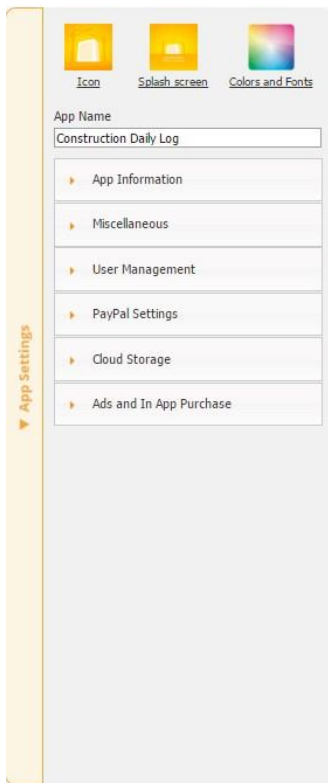 Icon Splash screen Colors and Fonts
App Name
Construction Daily Log
App Information
Miscellaneous
User Management
PayPal Settings
Cloud Storage
Ads and In App Purchase
App Settings